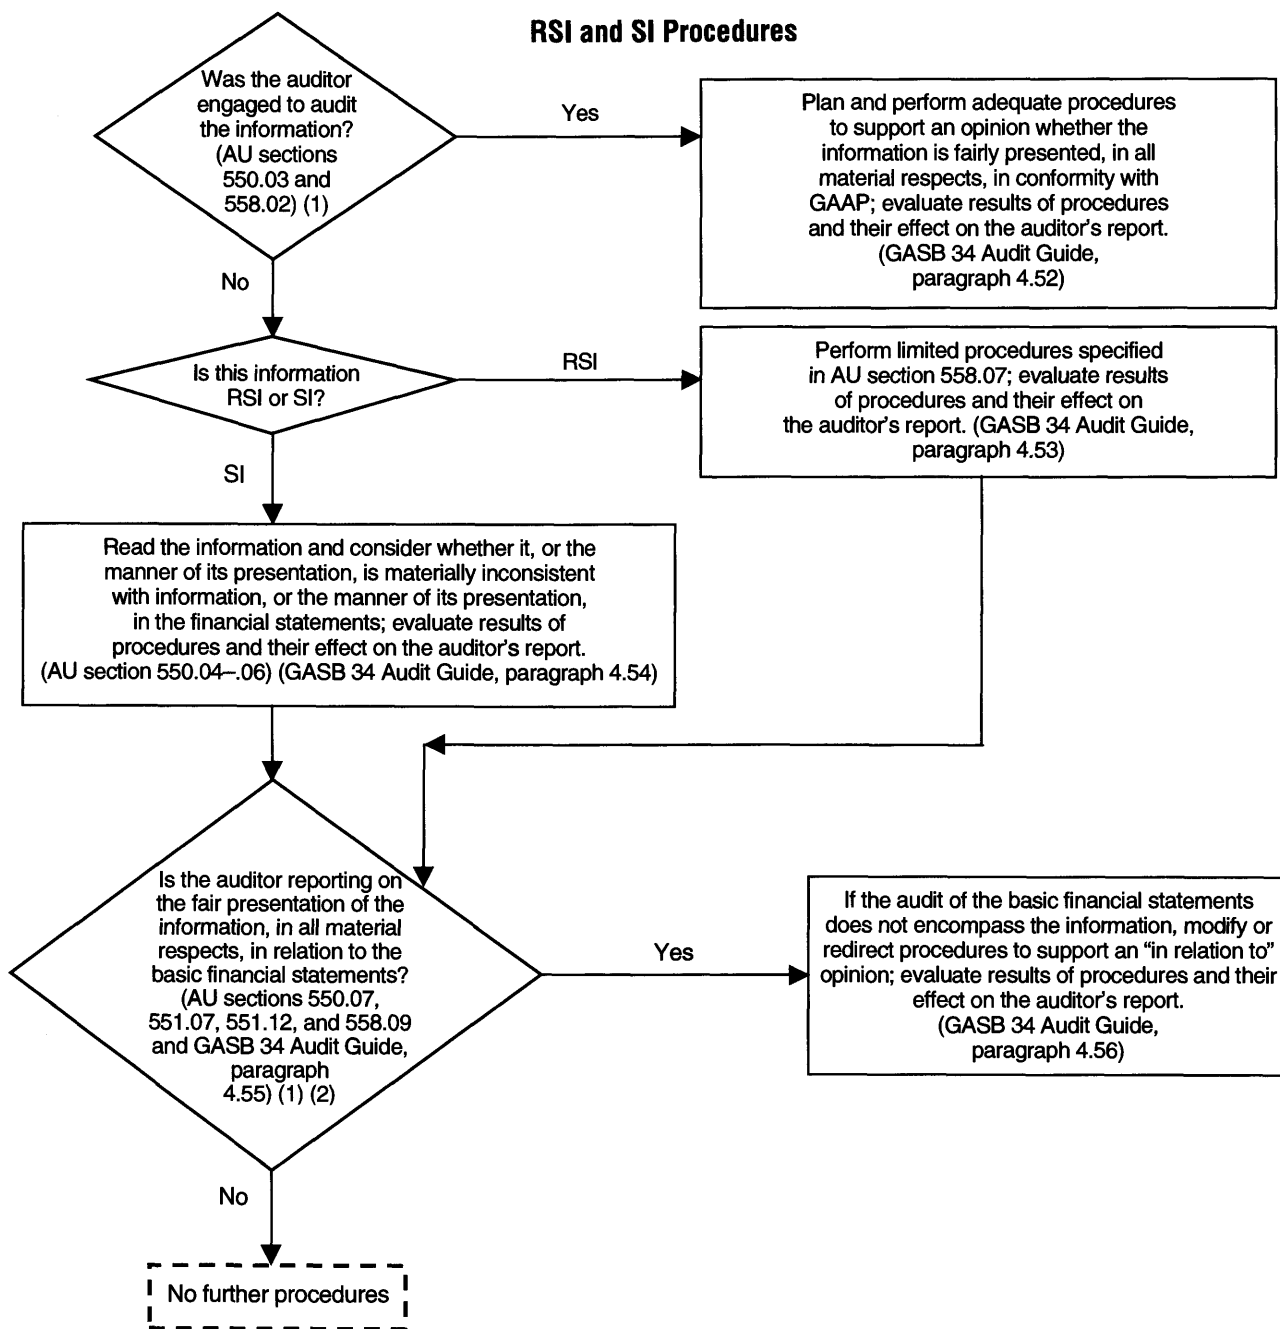 RSI and SI Procedures
Was the auditor
engaged to audit
the information?
(AU sections
550.03 and
558.02) (1)
Yes
Plan and perform adequate procedures
to support an opinion whether the
information is fairly presented, in all
material respects, in conformity with
GAAP; evaluate results of procedures
and their effect on the auditor's report.
(GASB 34 Audit Guide,
paragraph 4.52)
No
Is this information
RSI or SI?
RSI
Perform limited procedures specified
in AU section 558.07; evaluate results
of procedures and their effect on
the auditor's report. (GASB 34 Audit Guide,
paragraph 4.53)
SI
Read the information and consider whether it, or the
manner of its presentation, is materially inconsistent
with information, or the manner of its presentation,
in the financial statements; evaluate results of
procedures and their effect on the auditor's report.
(AU section 550.04–.06) (GASB 34 Audit Guide, paragraph 4.54)
Is the auditor reporting on
the fair presentation of the
information, in all material
respects, in relation to the
basic financial statements?
(AU sections 550.07,
551.07, 551.12, and 558.09
and GASB 34 Audit Guide,
paragraph
4.55) (1) (2)
Yes
If the audit of the basic financial statements
does not encompass the information, modify or
redirect procedures to support an “in relation to”
opinion; evaluate results of procedures and their
effect on the auditor's report.
(GASB 34 Audit Guide,
paragraph 4.56)
No
No further procedures